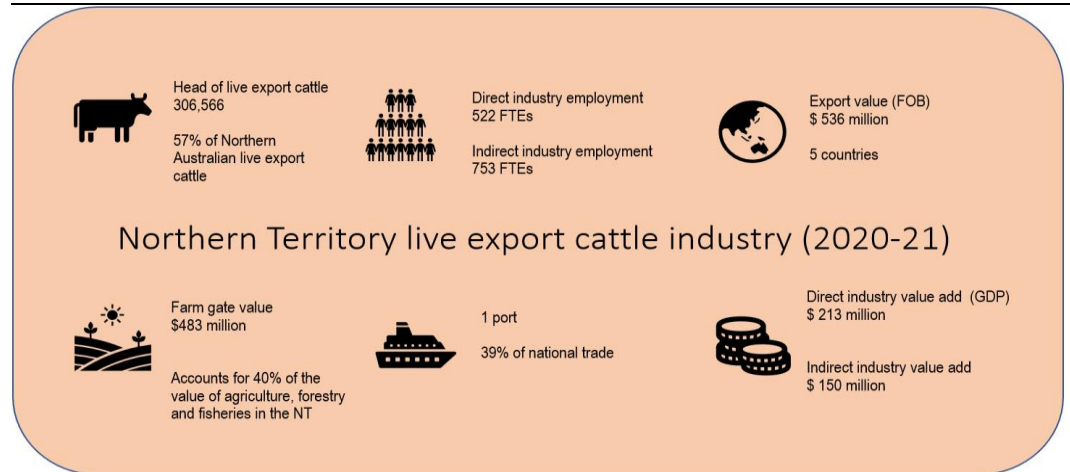 Head of live export cattle
306,566
57% of Northern
Australian live export
cattle
Direct industry employment
522 FTEs
Indirect industry employment
753 FTEs
Export value (FOB)
$ 536 million
5 countries
Northern Territory live export cattle industry (2020-21)
Farm gate value
$483 million
Accounts for 40% of the
value of agriculture, forestry
and fisheries in the NT
1 port
39% of national trade
Direct industry value add (GDP)
$ 213 million
Indirect industry value add
$ 150 million